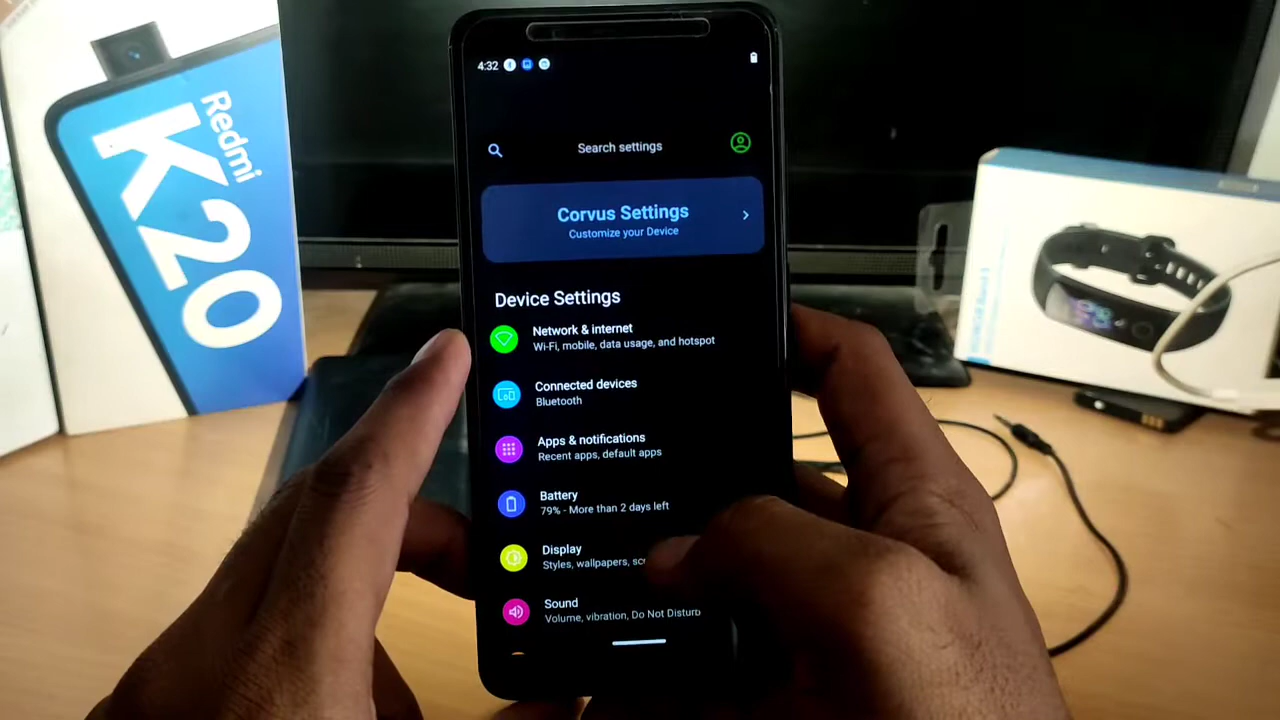 Redmi
K20
4:32
Search settings
Corvus Settings
Customize your Device
Device Settings
Network & internet
Wi-Fi, mobile, data usage, and hotspot
Connected devices
Bluetooth
Apps & notifications
Recent apps, default apps
Battery
79% - More than 2 days left
Display
Styles, wallpapers,
Sound
Volume, vibration, Do Not Disturb